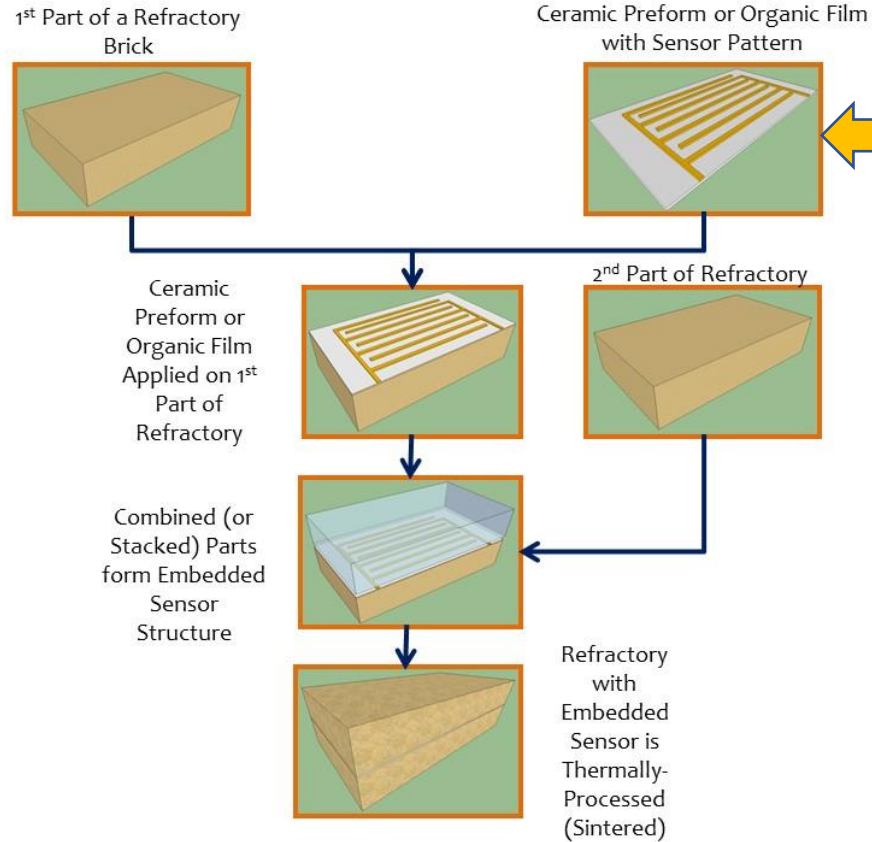 1st Part of a Refractory
Brick
Ceramic Preform or Organic Film
with Sensor Pattern
Ceramic
Preform or
Organic Film
Applied on 1st
Part of
Refractory
2nd Part of Refractory
Combined (or
Stacked) Parts
form Embedded
Sensor
Structure
Refractory
with
Embedded
Sensor is
Thermally-
Processed
(Sintered)